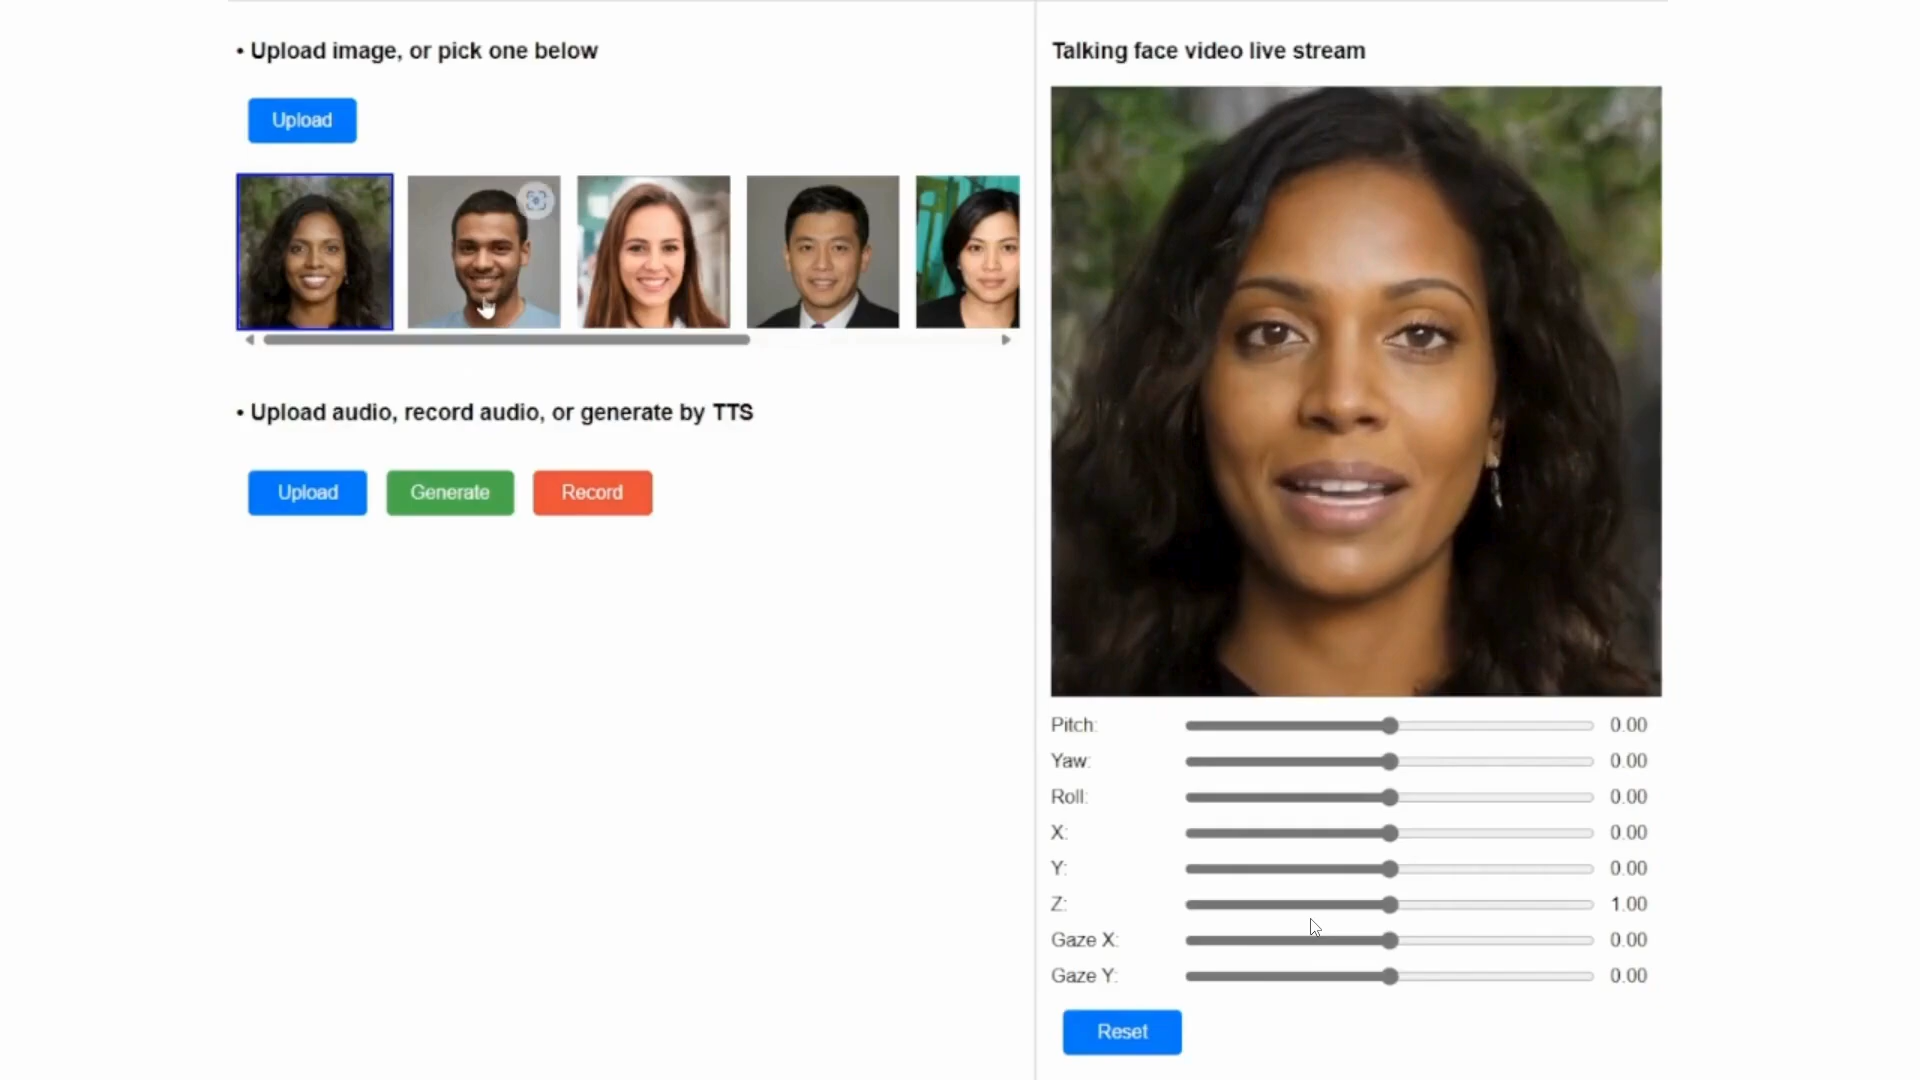 • Upload image, or pick one below
Upload
• Upload audio, record audio, or generate by TTS
Upload
Generate
Record
Talking face video live stream
Pitch: 0.00
Yaw: 0.00
Roll: 0.00
X: 0.00
Y: 0.00
Z: 1.00
Gaze X: 0.00
Gaze Y: 0.00
Reset